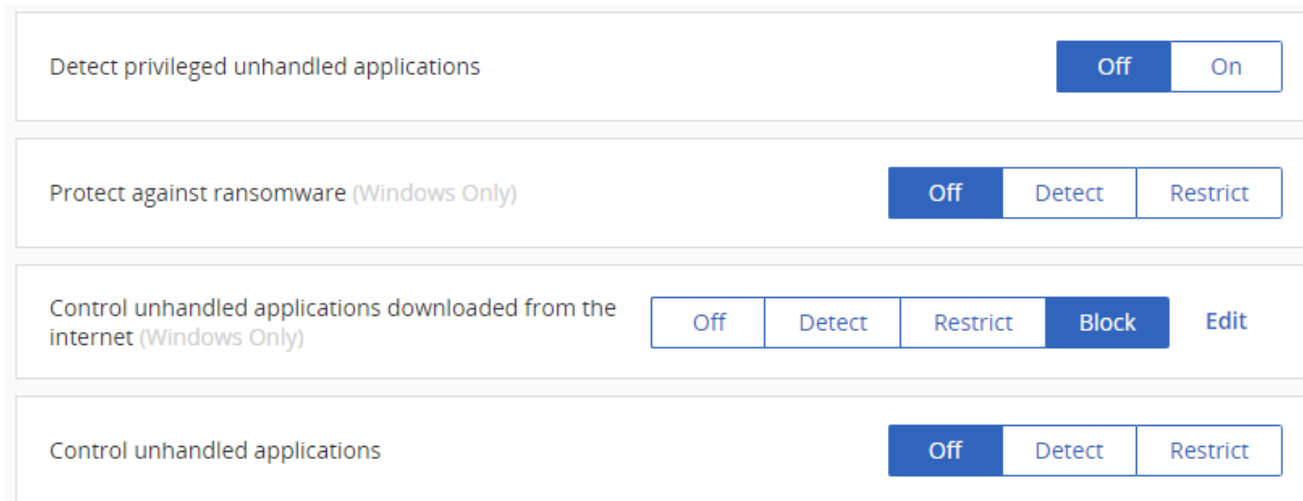 Detect privileged unhandled applications Off On
Protect against ransomware (Windows Only) Off Detect Restrict
Control unhandled applications downloaded from the
internet (Windows Only)
Off Detect Restrict Block Edit
Control unhandled applications Off Detect Restrict